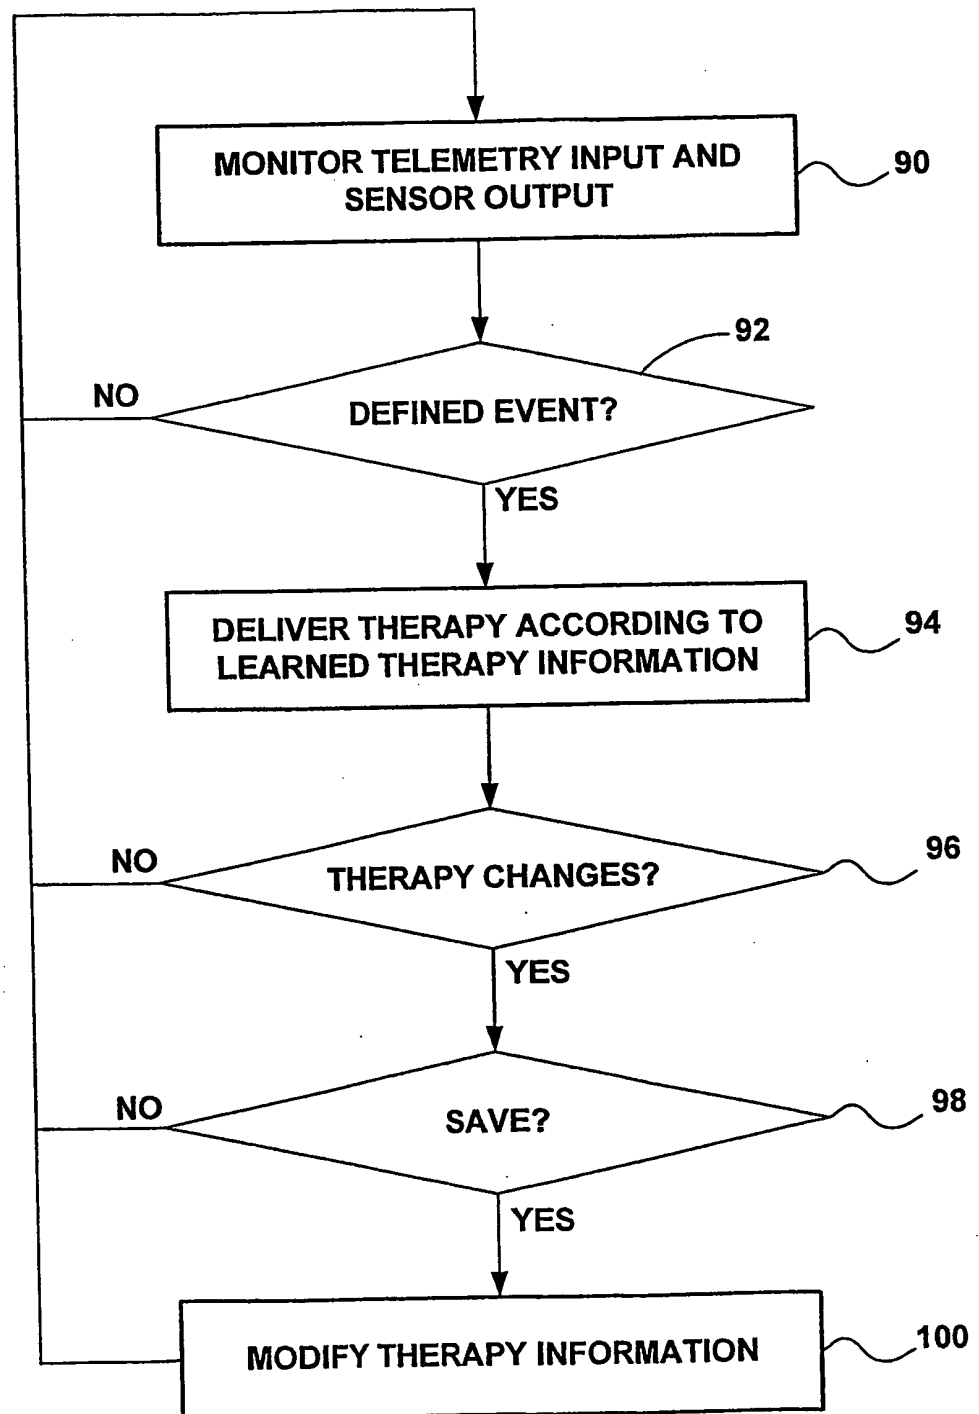 MONITOR TELEMETRY INPUT AND
SENSOR OUTPUT
90
92
NO
DEFINED EVENT?
YES
DELIVER THERAPY ACCORDING TO
LEARNED THERAPY INFORMATION
94
NO
THERAPY CHANGES?
96
YES
NO
SAVE?
98
YES
MODIFY THERAPY INFORMATION
100